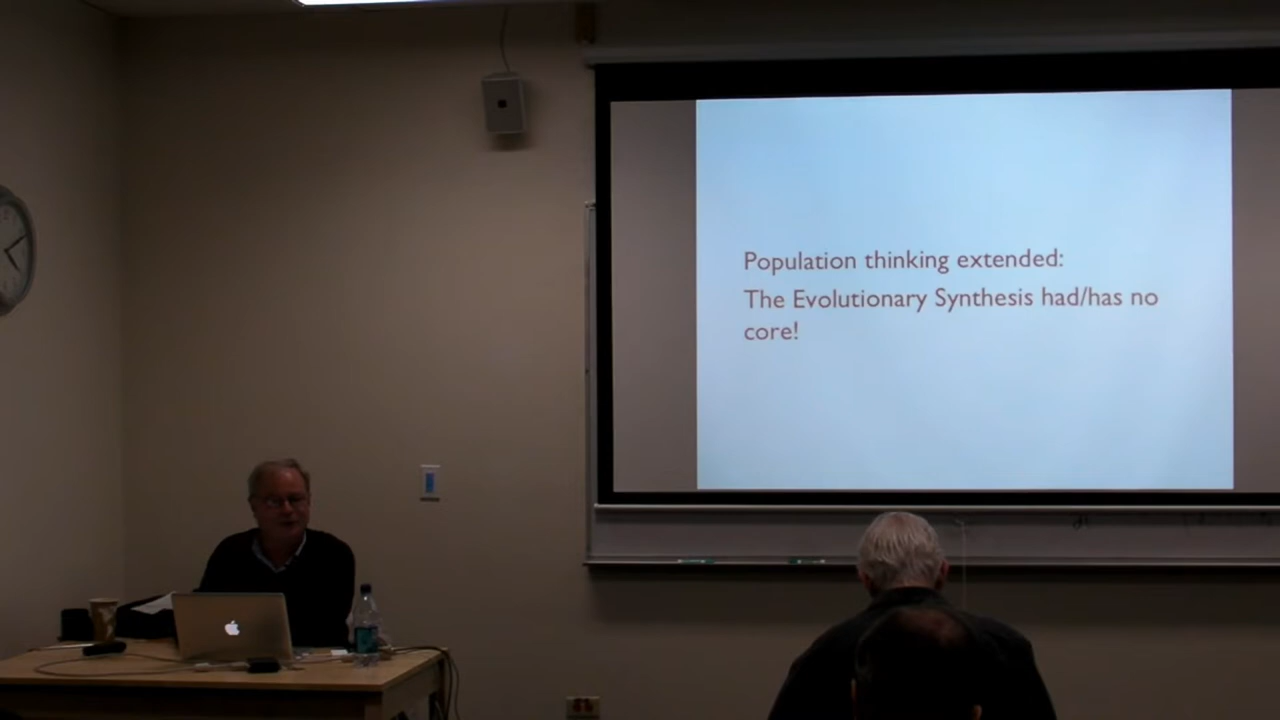 Population thinking extended:
The Evolutionary Synthesis had/has no
core!